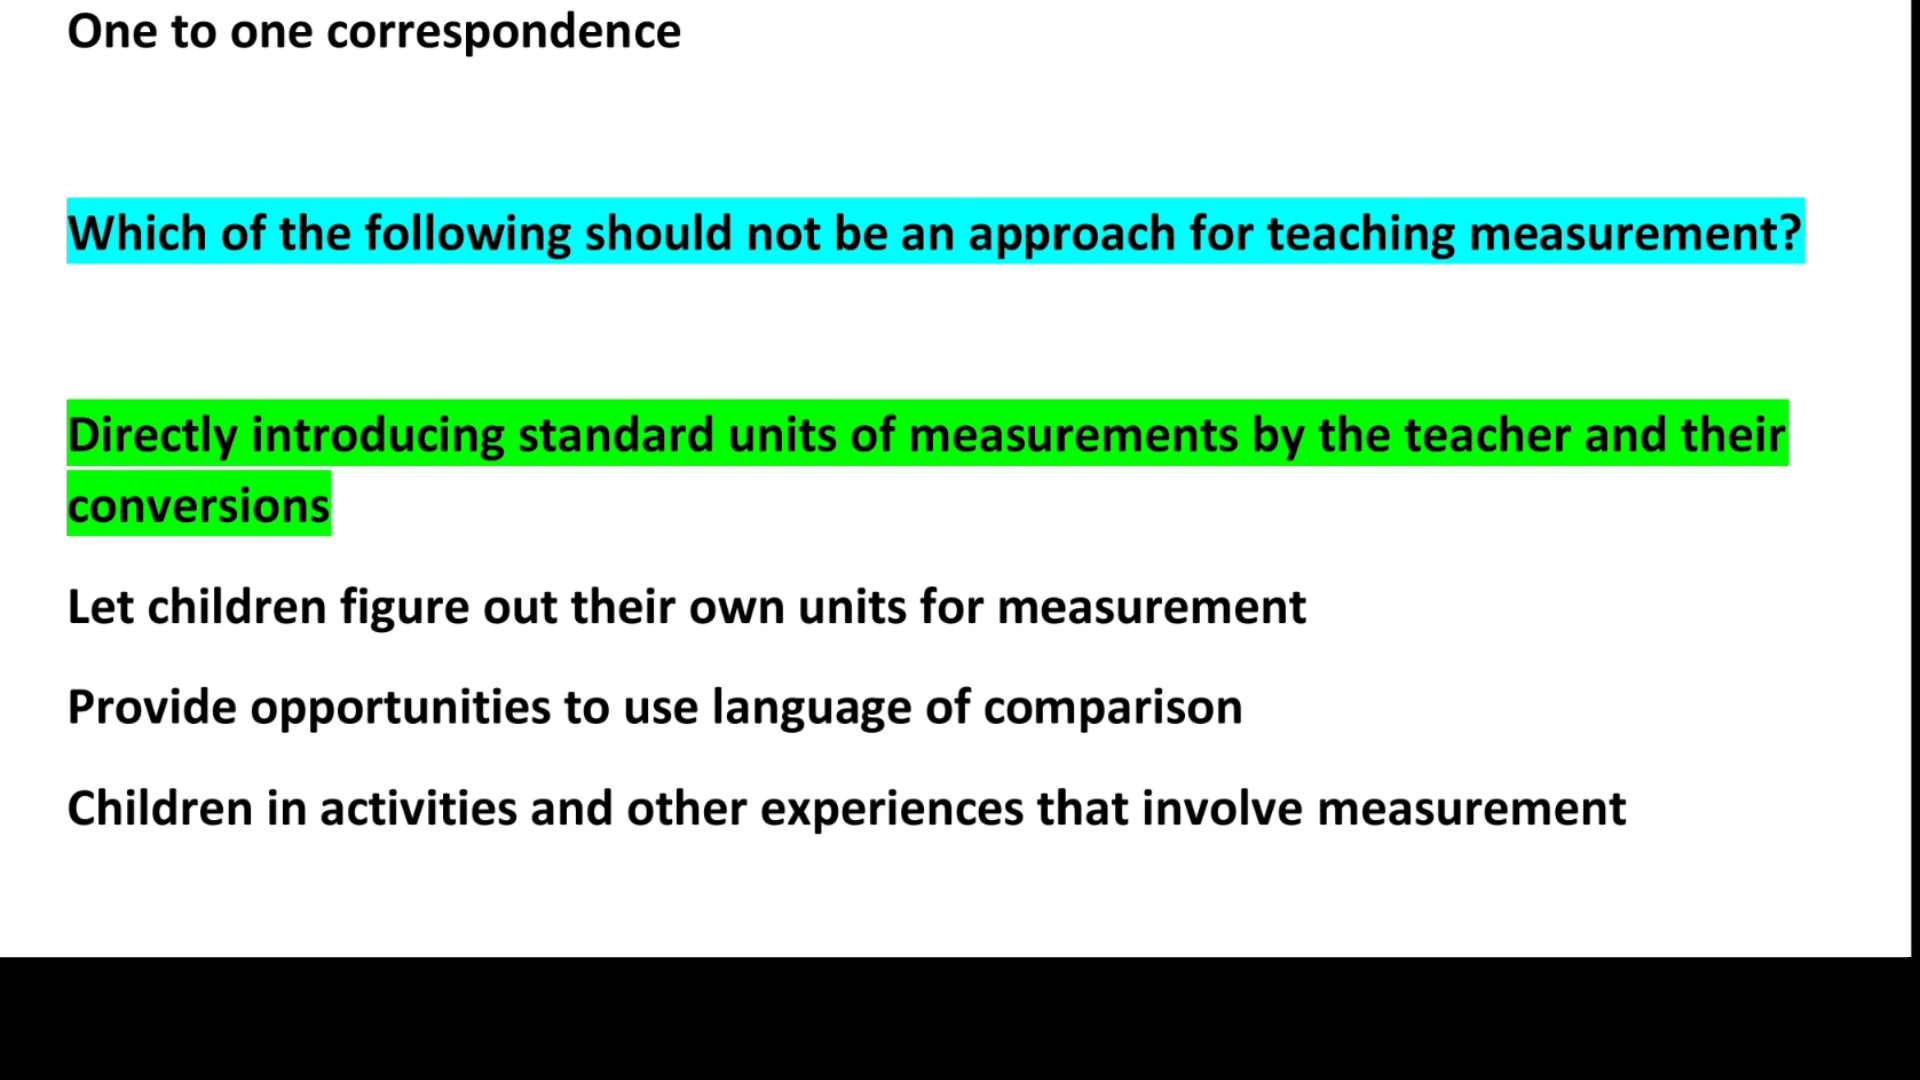 One to one correspondence
Which of the following should not be an approach for teaching measurement?
Directly introducing standard units of measurements by the teacher and their
conversions
Let children figure out their own units for measurement
Provide opportunities to use language of comparison
Children in activities and other experiences that involve measurement